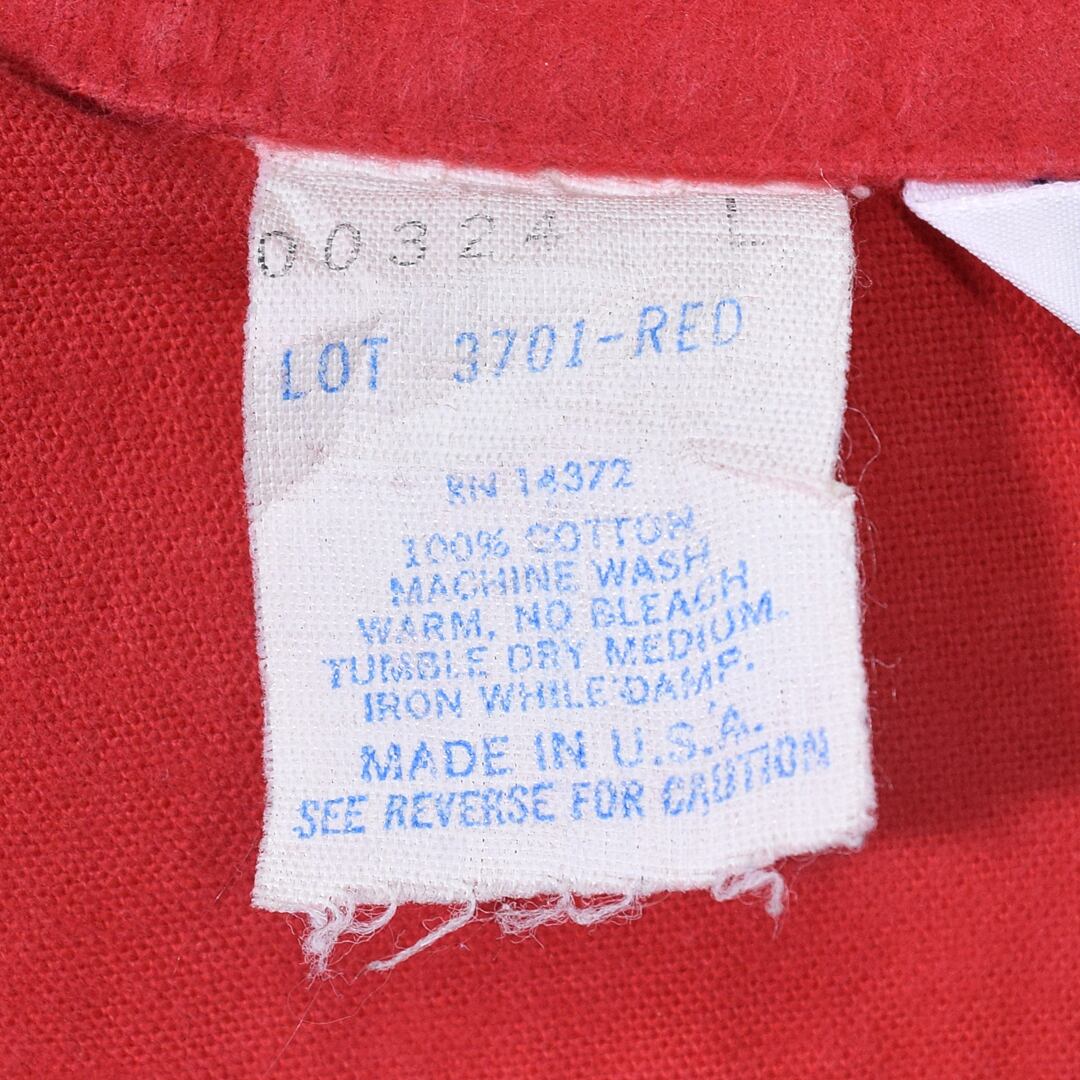 00324 L
LOT 3701-RED
RN 14372
100% COTTON
MACHINE WASH
WARM, NO BLEACH
TUMBLE DRY MEDIUM.
IRON WHILE DAMP.
MADE IN U.S.A.
SEE REVERSE FOR CAUTION